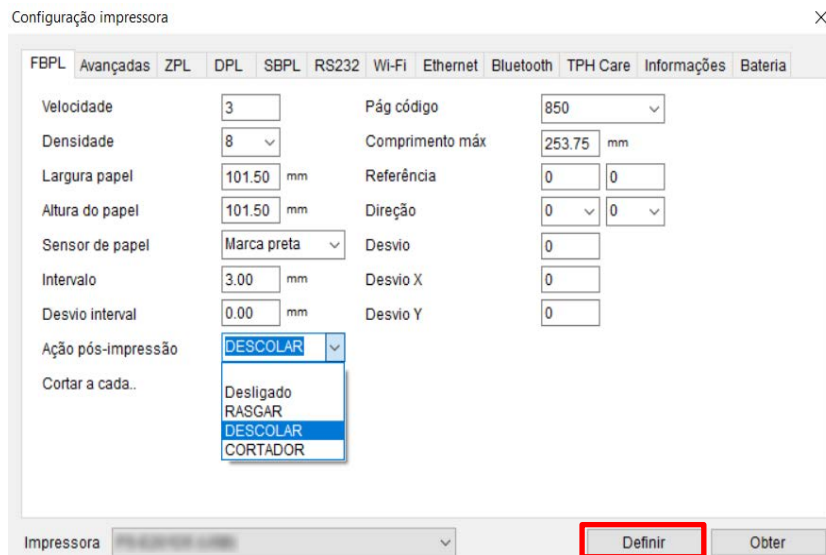 Configuração impressora
FBPL Avançadas ZPL DPL SBPL RS232 Wi-Fi Ethernet Bluetooth TPH Care Informações Bateria
Velocidade 3 Pág código 850
Densidade 8 Comprimento máx 253.75 mm
Largura papel 101.50 mm Referência 0 0
Altura do papel 101.50 mm Direção 0 0
Sensor de papel Marca preta Desvio 0
Intervalo 3.00 mm Desvio X 0
Desvio interval 0.00 mm Desvio Y 0
Ação pós-impressão DESCOLAR
Cortar a cada..
Desligado
RASGAR
DESCOLAR
CORTADOR
Impressora Definir Obter